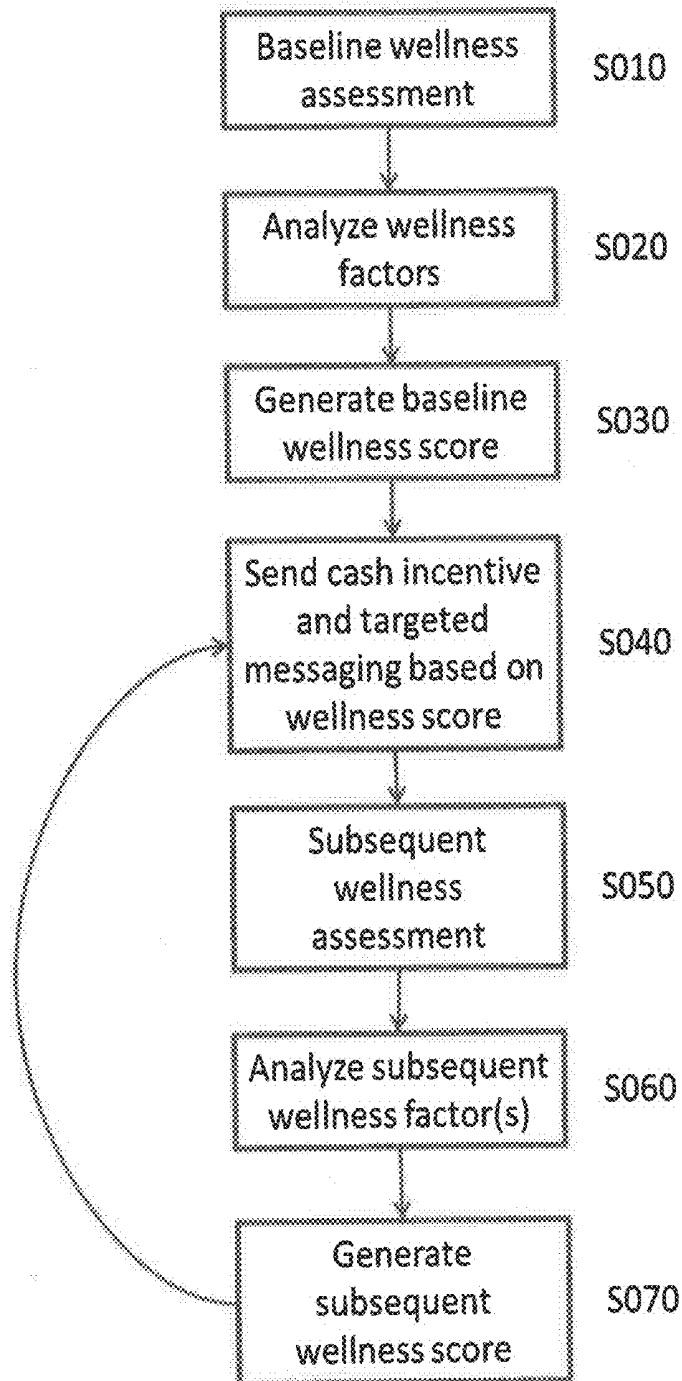 Baseline wellness
assessment
S010
Analyze wellness
factors
S020
Generate baseline
wellness score
S030
Send cash incentive
and targeted
messaging based on
wellness score
S040
Subsequent
wellness
assessment
S050
Analyze subsequent
wellness factor(s)
S060
Generate
subsequent
wellness score
S070